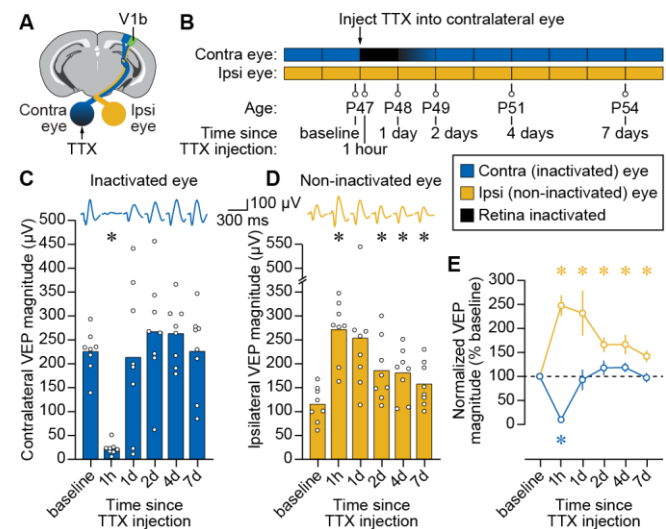 A
V1b
Contra
eye
Ipsi
eye
TTX
B
Inject TTX into contralateral eye
Contra eye:
Ipsi eye:
Age:
P47
P48
P49
P51
P54
Time since
TTX injection:
baseline
1 hour
1 day
2 days
4 days
7 days
Contra (inactivated) eye
Ipsi (non-inactivated) eye
Retina inactivated
C
Inactivated eye
100 µV
300 ms
*
Contralateral VEP magnitude (µV)
500
450
400
350
300
250
200
150
100
50
0
baseline
1h
1d
2d
4d
7d
Time since
TTX injection
D
Non-inactivated eye
* * * *
Ipsilateral VEP magnitude (µV)
550
350
300
250
200
150
100
50
0
baseline
1h
1d
2d
4d
7d
Time since
TTX injection
E
* * * * *
Normalized VEP
magnitude (% baseline)
300
250
200
150
100
50
0
*
baseline
1h
1d
2d
4d
7d
Time since
TTX injection